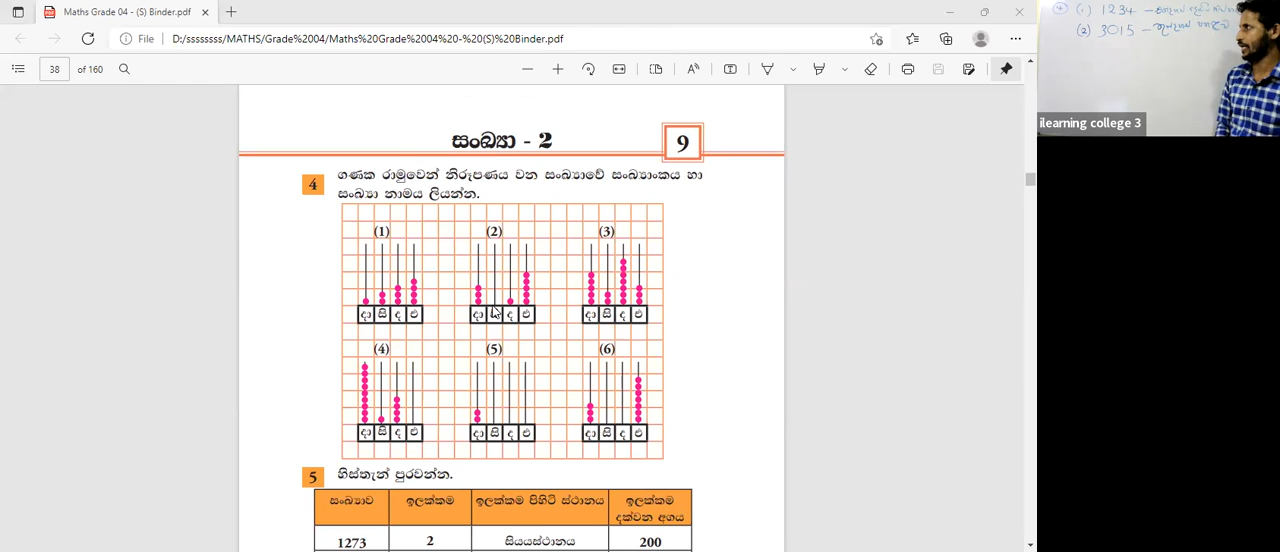 Maths Grade 04 - (S) Binder.pdf
File D:/ssssssss/MATHS/Grade%2004/Maths%20Grade%2004%20-%20(S)%20Binder.pdf
38 of 160
(1) 1234 -
(2) 3015 -
ilearning college 3
සංඛ්‍යා - 2
9
4 ගණක රාමුවෙන් නිරූපණය වන සංඛ්‍යාවේ සංඛ්‍යාංකය හා
සංඛ්‍යා නාමය ලියන්න.
(1) (2) (3)
දා සි ද එ දා ද එ දා සි ද එ
(4) (5) (6)
දා සි ද එ දා සි ද එ දා සි ද එ
5 හිස්තැන් පුරවන්න.
සංඛ්‍යාව ඉලක්කම ඉලක්කම පිහිටි ස්ථානය ඉලක්කම
දක්වන අගය
1273 2 සියයස්ථානය 200